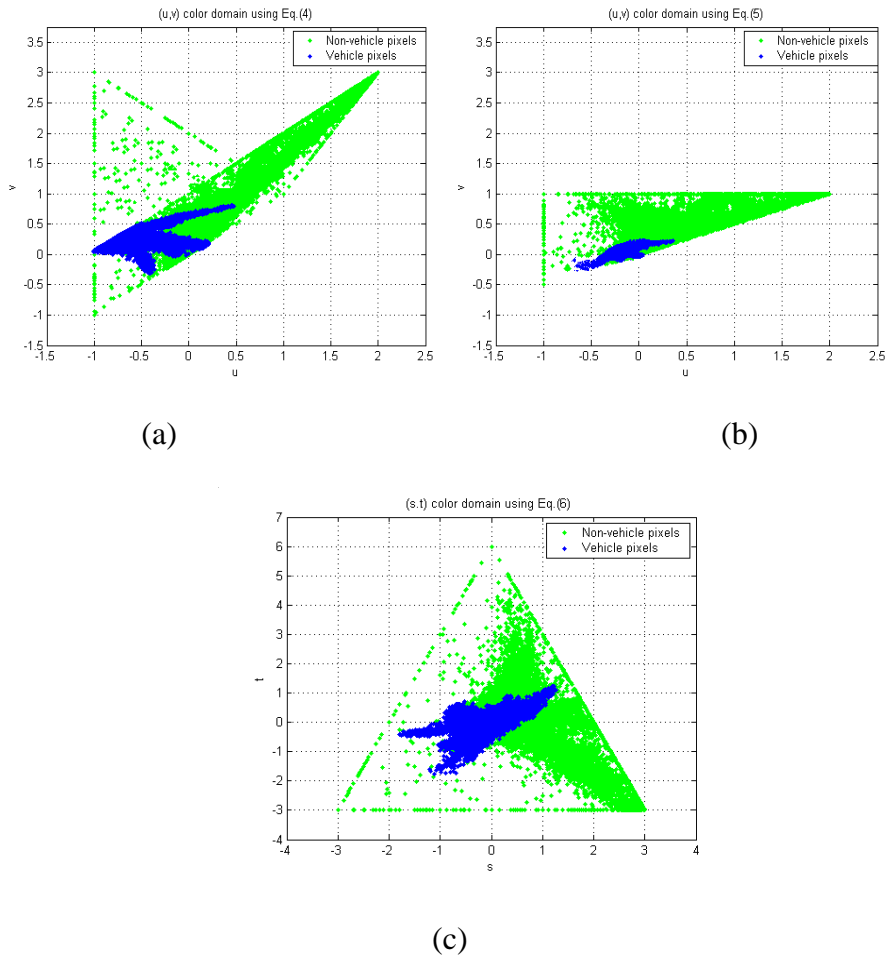 (u,v) color domain using Eq.(4)
Non-vehicle pixels
Vehicle pixels
v
3.5
3
2.5
2
1.5
1
0.5
0
-0.5
-1
-1.5
-1.5 -1 -0.5 0 0.5 1 1.5 2 2.5
u
(a)
(u,v) color domain using Eq.(5)
Non-vehicle pixels
Vehicle pixels
v
3.5
3
2.5
2
1.5
1
0.5
0
-0.5
-1
-1.5
-1.5 -1 -0.5 0 0.5 1 1.5 2 2.5
u
(b)
(s.t) color domain using Eq.(6)
Non-vehicle pixels
Vehicle pixels
t
7
6
5
4
3
2
1
0
-1
-2
-3
-4
-4 -3 -2 -1 0 1 2 3 4
s
(c)